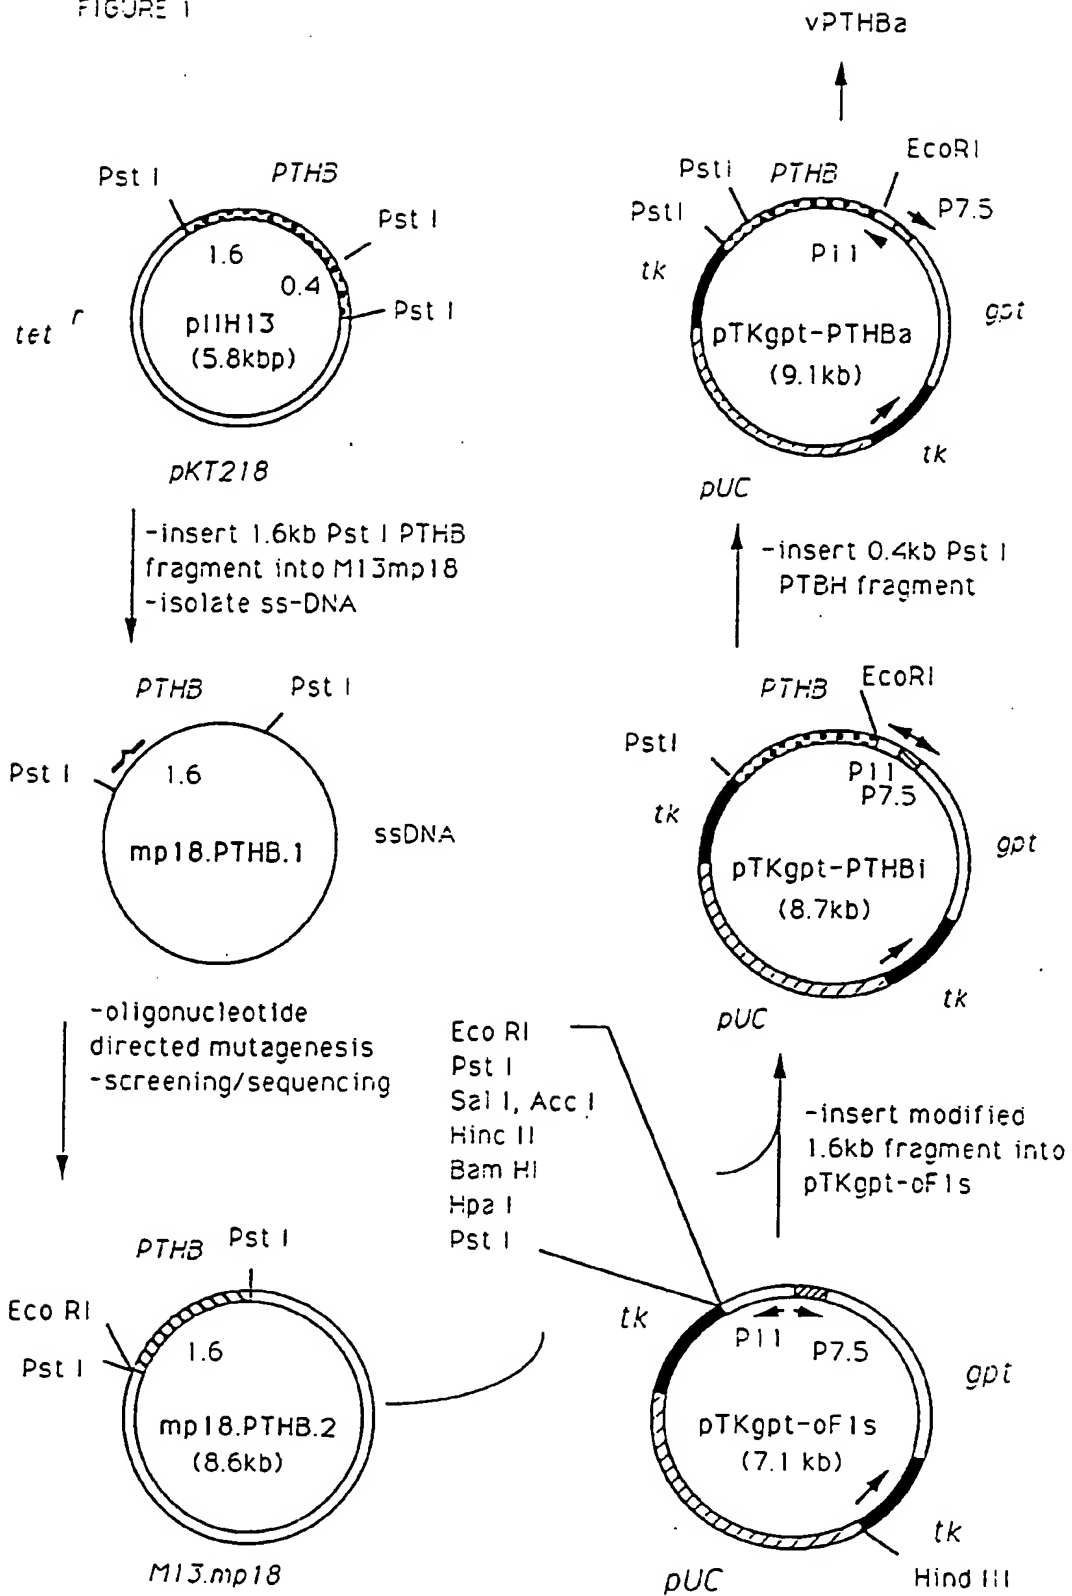 FIGURE 1
vPTHBa
Pst I
PTHB
Pst I
1.6
0.4
Pst I
tet r
pIIH13
(5.8kbp)
pKT218
-insert 1.6kb Pst I PTHB
fragment into M13mp18
-isolate ss-DNA
PTHB
Pst I
Pst I
1.6
mp18.PTHB.1
ssDNA
-oligonucleotide
directed mutagenesis
-screening/sequencing
PTHB
Pst I
Eco RI
Pst I
1.6
mp18.PTHB.2
(8.6kb)
M13.mp18
Eco RI
Pst I
Sal I, Acc I
Hinc II
Bam HI
Hpa I
Pst I
tk
P11
P7.5
gpt
pTKgpt-oF1s
(7.1 kb)
tk
Hind III
pUC
-insert modified
1.6kb fragment into
pTKgpt-oF1s
PTHB
EcoRI
PstI
P11
P7.5
tk
gpt
pTKgpt-PTHBi
(8.7kb)
tk
pUC
-insert 0.4kb Pst I
PTBH fragment
PstI
PTHB
EcoRI
PstI
P7.5
P11
tk
gpt
pTKgpt-PTHBa
(9.1kb)
tk
pUC